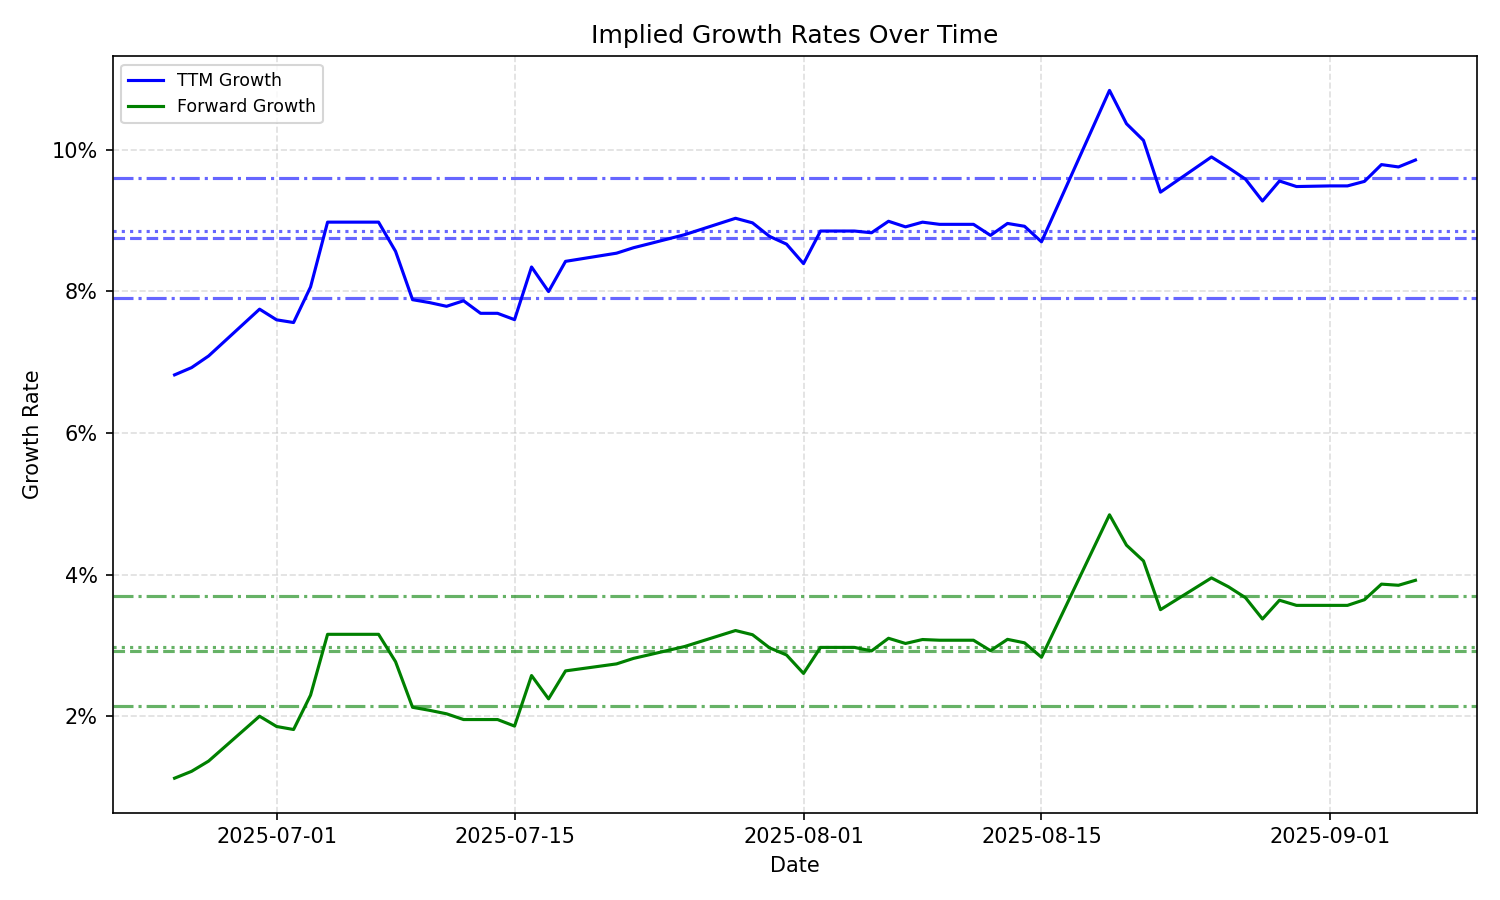 Implied Growth Rates Over Time
TTM Growth
Forward Growth
10%
8%
6%
4%
2%
Growth Rate
2025-07-01
2025-07-15
2025-08-01
2025-08-15
2025-09-01
Date